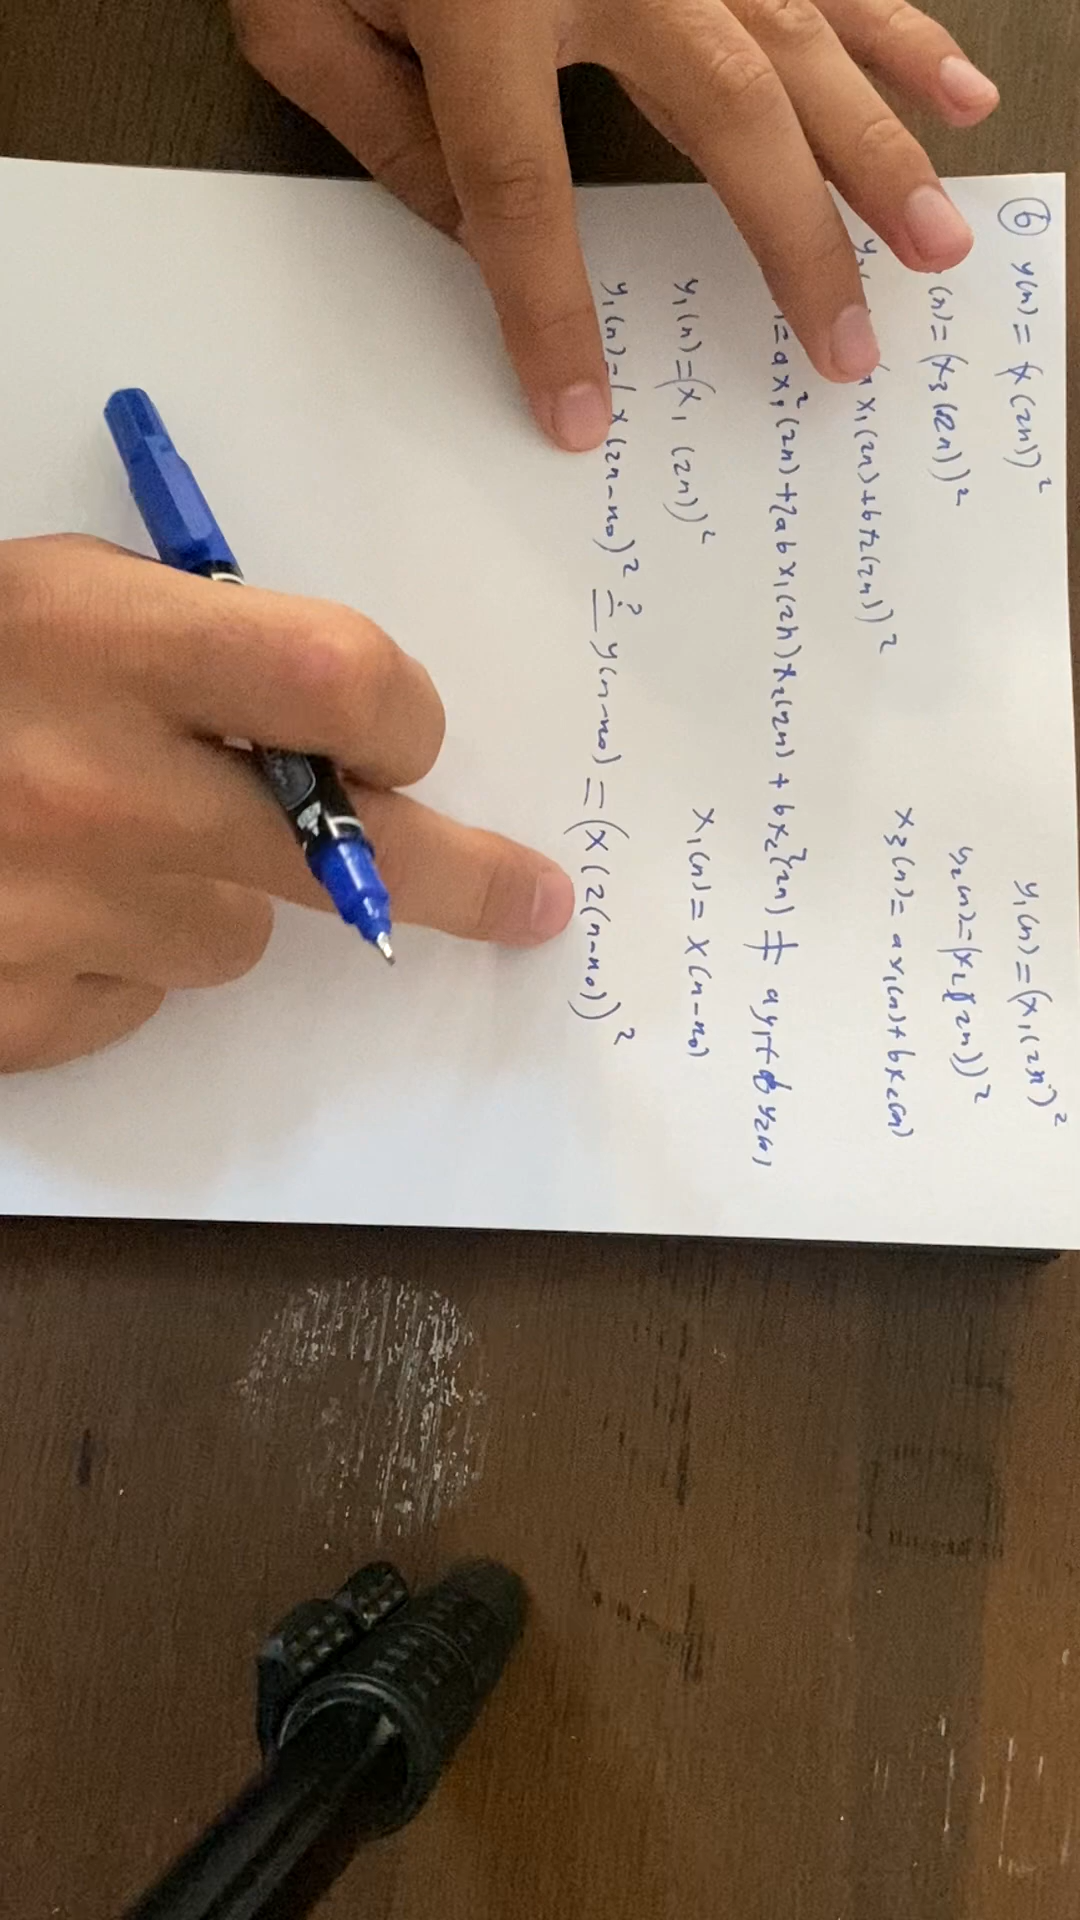 ⑥ y(n) = (x(2n))² y₁(n) = (x₁(2n))²
(n) = (x₃(2n))² y₂(n) = (x₂(2n))²
x₁(2n)+bx₂(2n))² x₃(n) = ax₁(n)+bx₂(n)
= ax₁²(2n) + 2abx₁(2n)x₂(2n) + bx₂²(2n) ≠ ay₁+by₂(n)
y₁(n) = (x₁(2n))² x₁(n) = x(n-n₀)
y₁(n) = (x(2n-n₀)² ≟ y(n-n₀) = (x(2(n-n₀))²